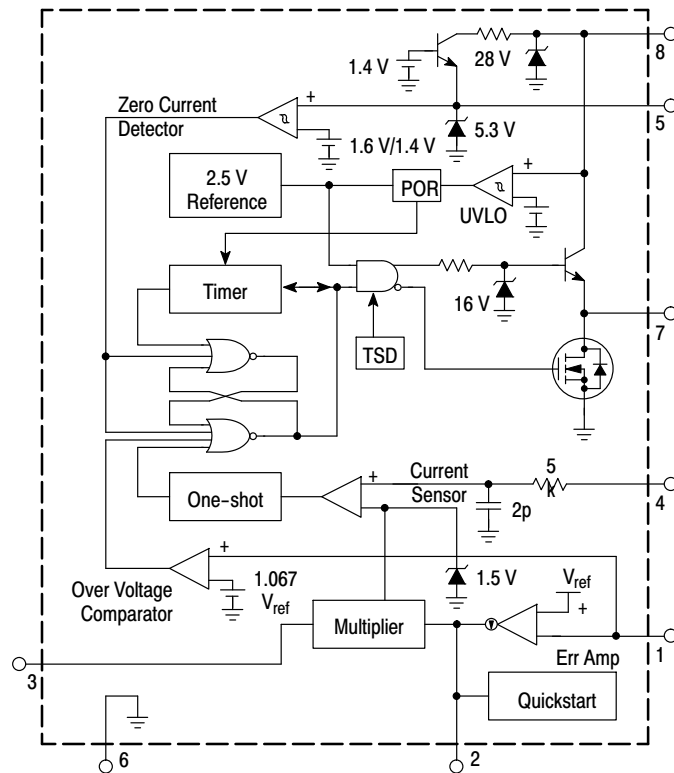 8
1.4 V
28 V
+
5
Zero Current
Detector
1.6 V/1.4 V
5.3 V
2.5 V
Reference
POR
+
UVLO
Timer
16 V
7
TSD
+
Current
Sensor
5
k
4
One-shot
2p
+
1.067
V_ref
1.5 V
Over Voltage
Comparator
V_ref
+
Multiplier
1
3
Err Amp
Quickstart
6
2